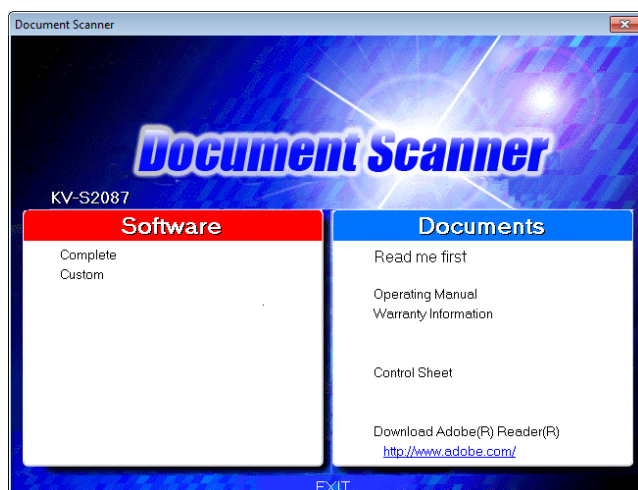 Document Scanner
Document Scanner
KV-S2087
Software
Complete
Custom
Documents
Read me first
Operating Manual
Warranty Information
Control Sheet
Download Adobe(R) Reader(R)
http://www.adobe.com/
EXIT